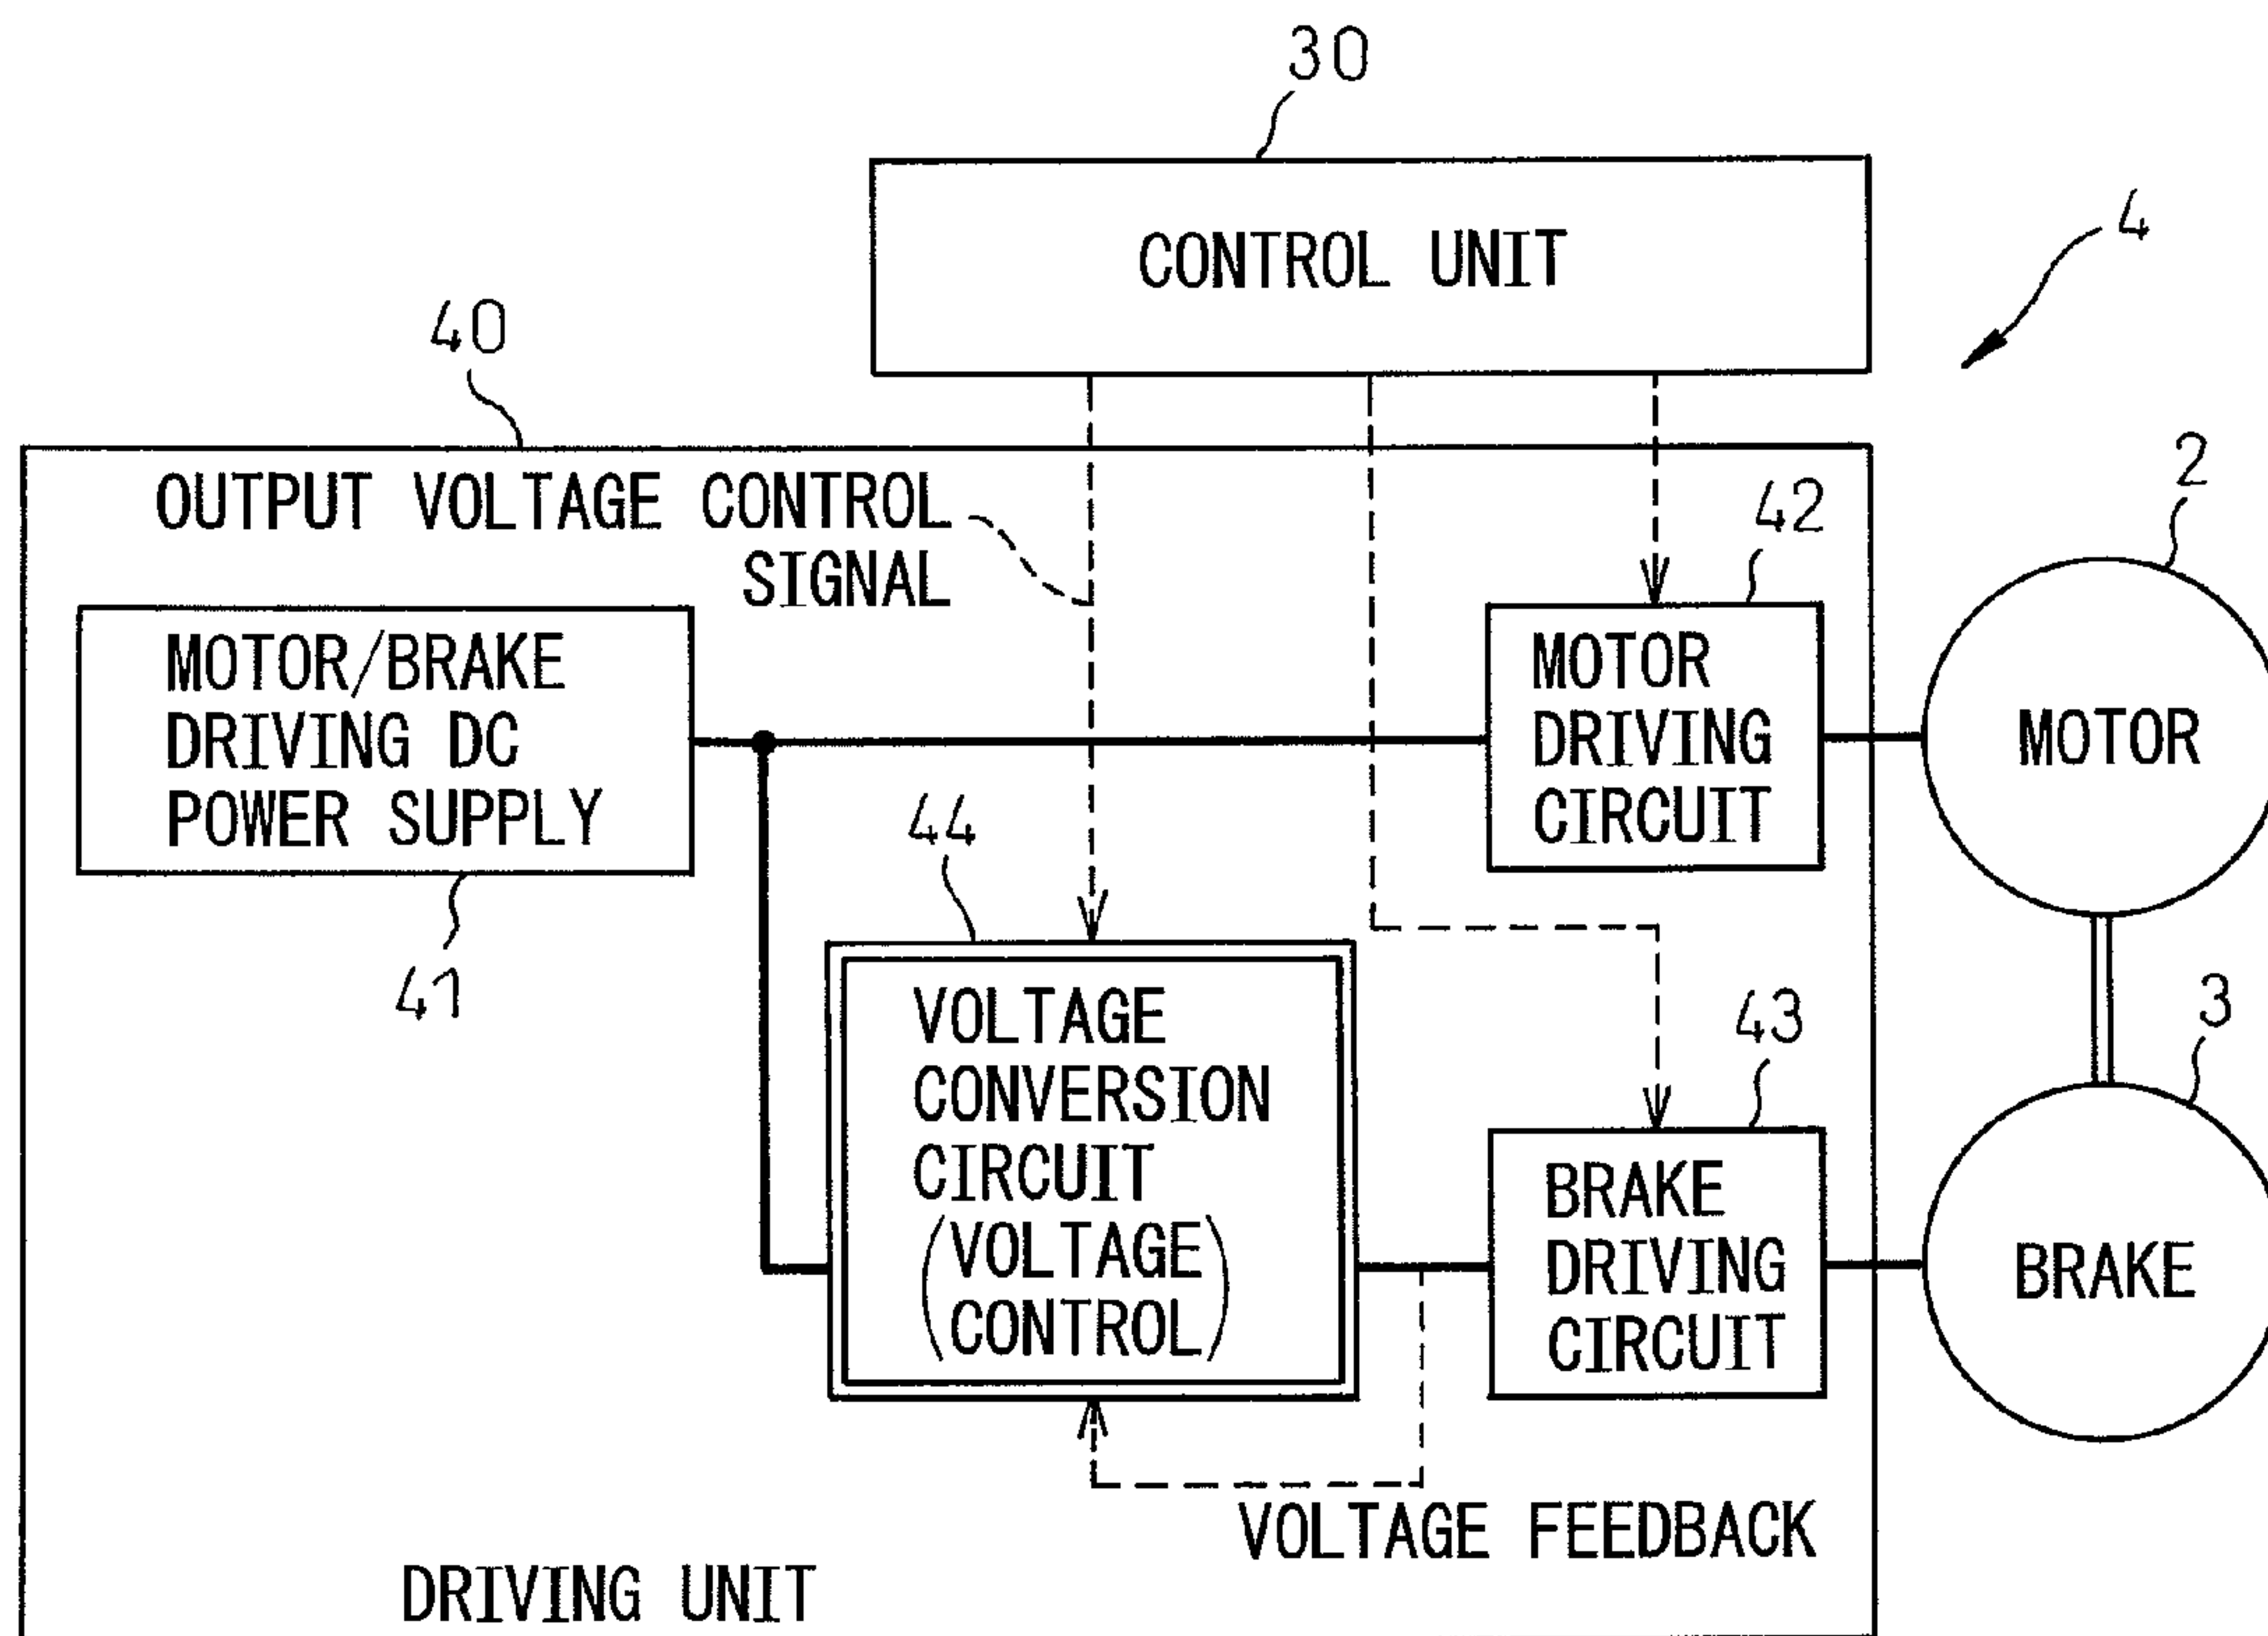 30
CONTROL UNIT
4
40
OUTPUT VOLTAGE CONTROL
SIGNAL
42
2
MOTOR/BRAKE
DRIVING DC
POWER SUPPLY
41
MOTOR
DRIVING
CIRCUIT
MOTOR
44
VOLTAGE
CONVERSION
CIRCUIT
(VOLTAGE
CONTROL)
43
3
BRAKE
DRIVING
CIRCUIT
BRAKE
VOLTAGE FEEDBACK
DRIVING UNIT